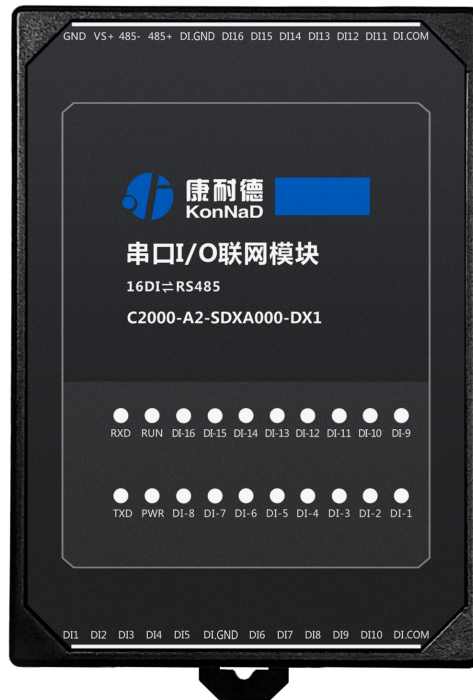 GND VS+ 485- 485+ DI.GND DI16 DI15 DI14 DI13 DI12 DI11 DI.COM
康耐德
KonNaD
串口I/O联网模块
16DI⇌RS485
C2000-A2-SDXA000-DX1
RXD RUN DI-16 DI-15 DI-14 DI-13 DI-12 DI-11 DI-10 DI-9
TXD PWR DI-8 DI-7 DI-6 DI-5 DI-4 DI-3 DI-2 DI-1
DI1 DI2 DI3 DI4 DI5 DI.GND DI6 DI7 DI8 DI9 DI10 DI.COM